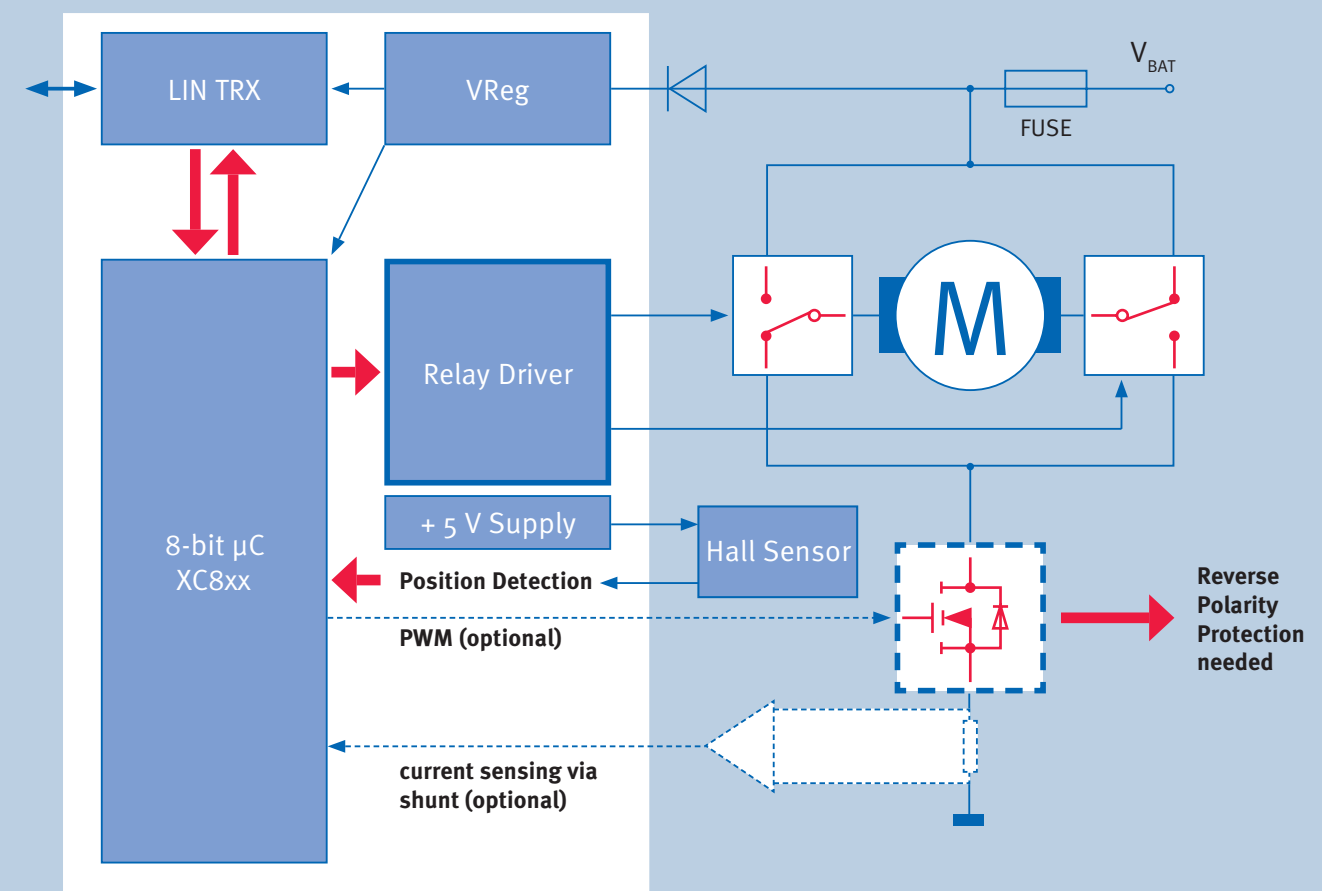 LIN TRX
VReg
V BAT
FUSE
M
Relay Driver
+ 5 V Supply
Hall Sensor
8-bit µC
XC8xx
Position Detection
PWM (optional)
Reverse
Polarity
Protection
needed
current sensing via
shunt (optional)